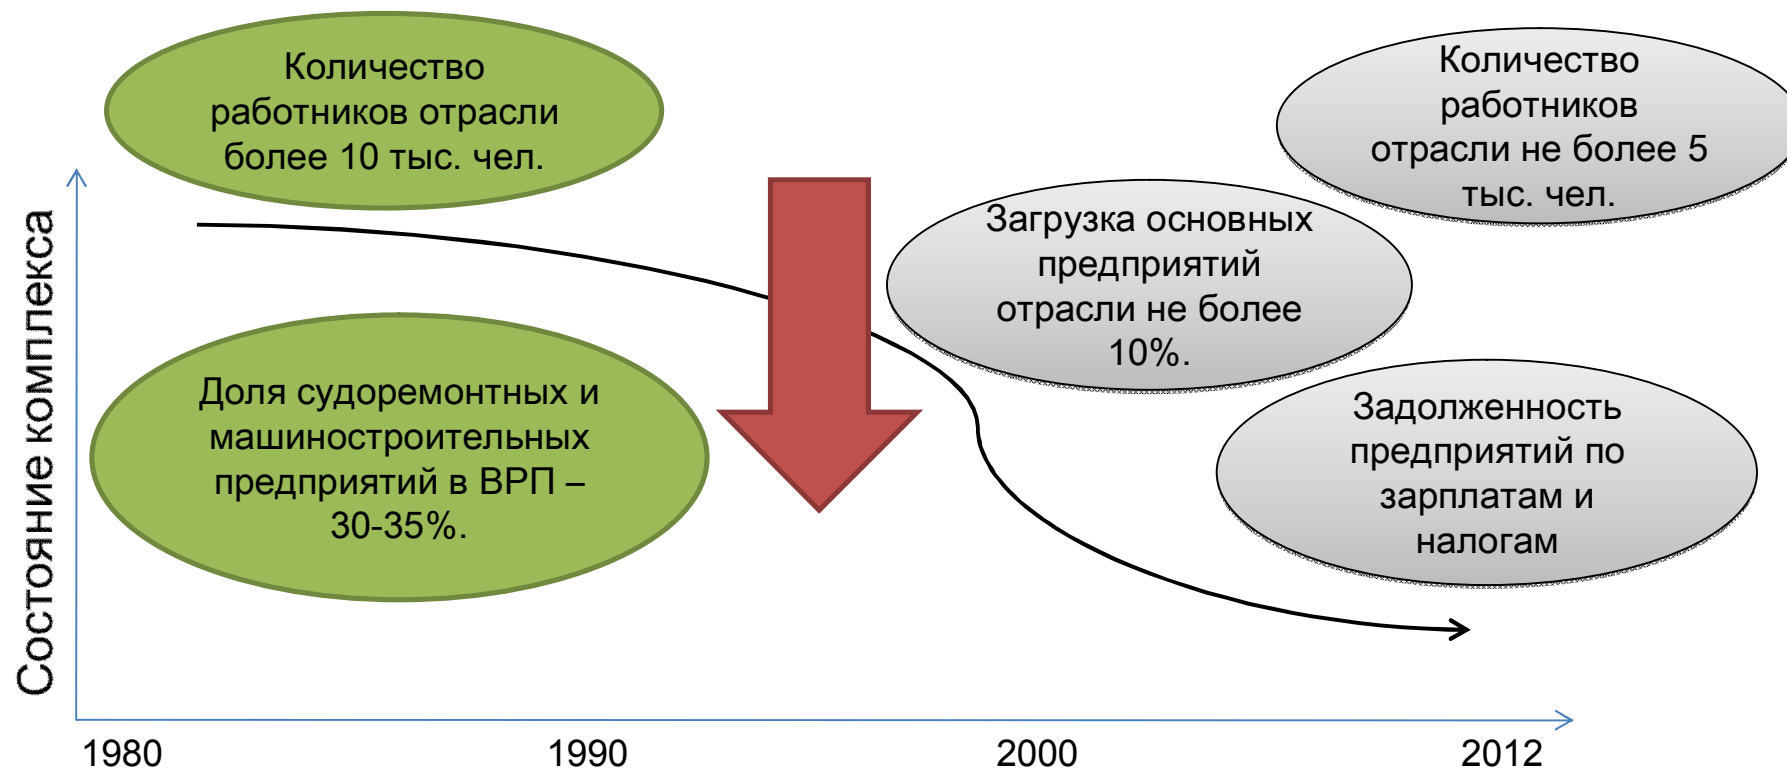 Количество
работников отрасли
более 10 тыс. чел.
Количество
работников
отрасли не более 5
тыс. чел.
Загрузка основных
предприятий
отрасли не более
10%.
Доля судоремонтных и
машиностроительных
предприятий в ВРП –
30-35%.
Задолженность
предприятий по
зарплатам и
налогам
Состояние комплекса
1980
1990
2000
2012